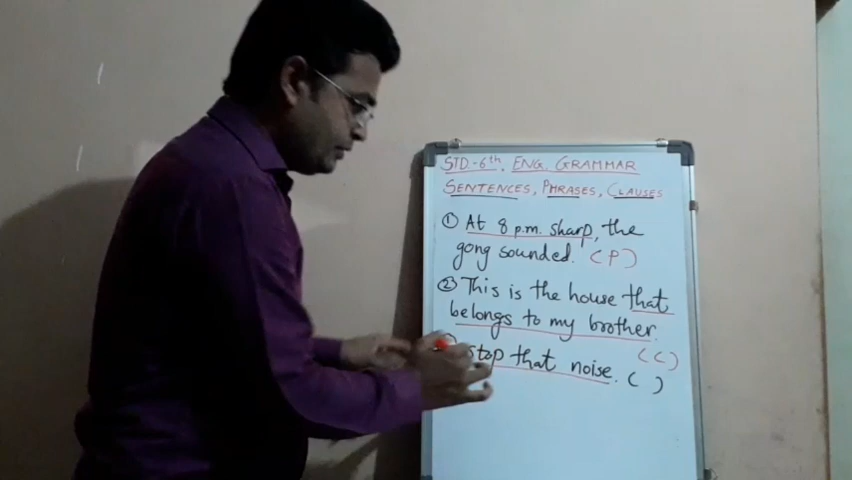 STD-6th. ENG. GRAMMAR
SENTENCES, PHRASES, CLAUSES
① At 8 p.m. sharp, the
gong sounded. (P)
② This is the house that
belongs to my brother.
(C)
Stop that noise. ( )